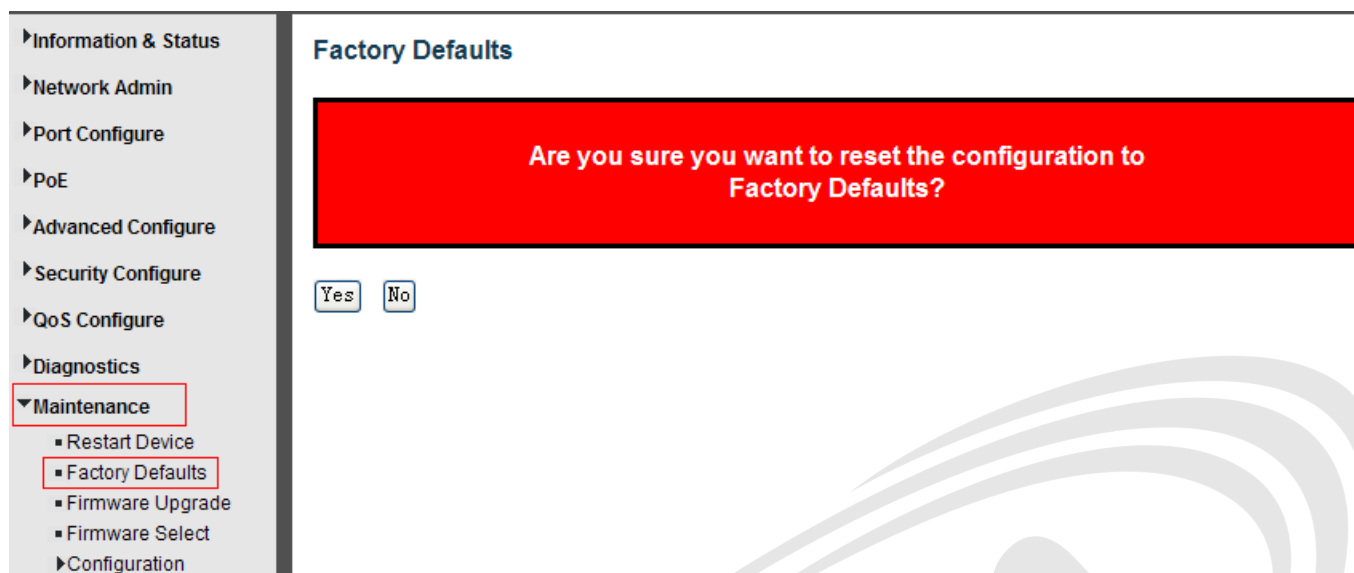 Information & Status
Network Admin
Port Configure
PoE
Advanced Configure
Security Configure
QoS Configure
Diagnostics
Maintenance
Restart Device
Factory Defaults
Firmware Upgrade
Firmware Select
Configuration
Factory Defaults
Are you sure you want to reset the configuration to
Factory Defaults?
Yes No